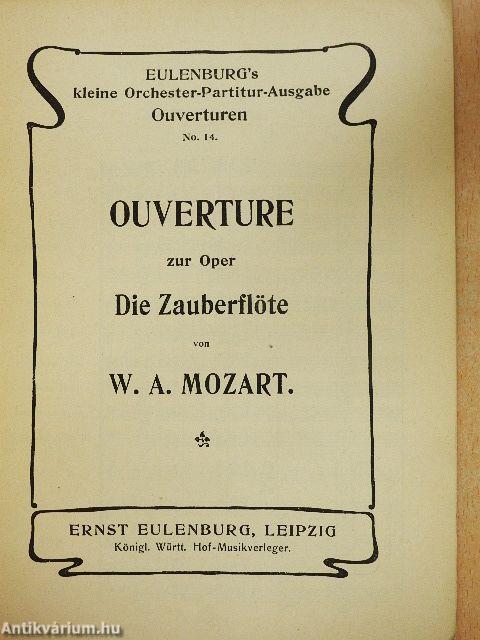 EULENBURG's
kleine Orchester-Partitur-Ausgabe
Ouverturen
No. 14.
OUVERTURE
zur Oper
Die Zauberflöte
von
W. A. MOZART.
ERNST EULENBURG, LEIPZIG
Königl. Württ. Hof-Musikverleger.
Antikvárium.hu